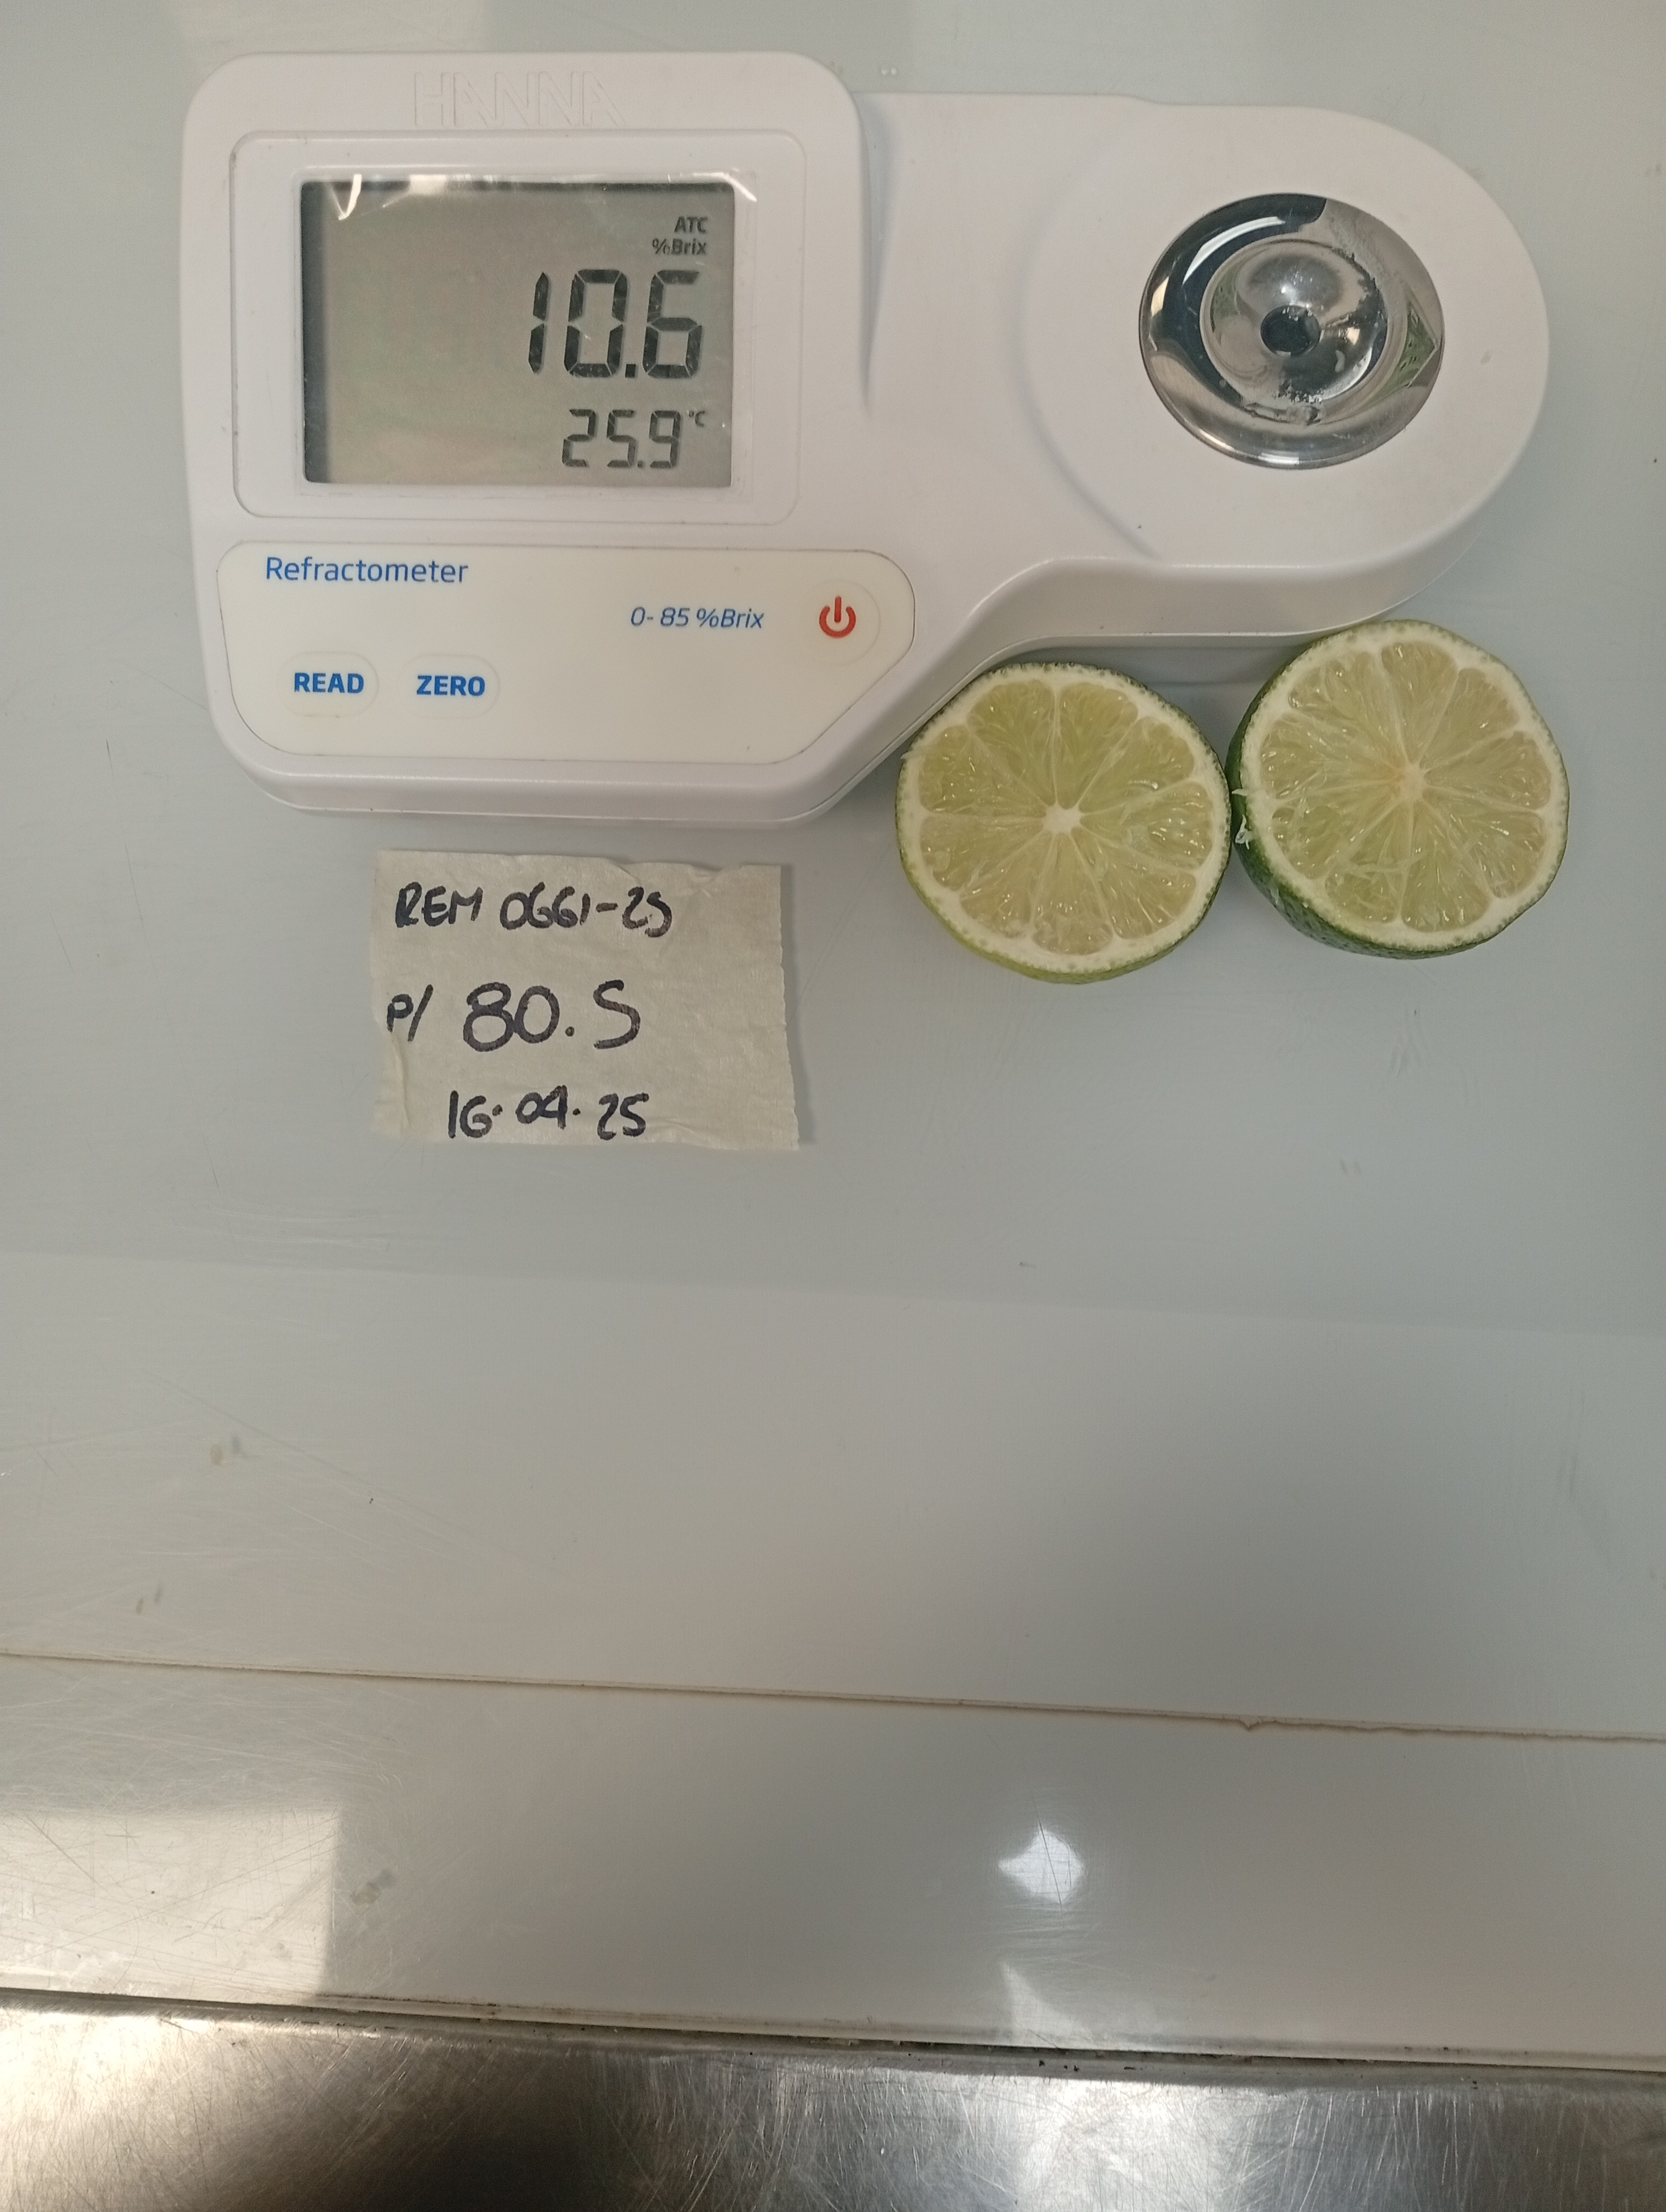 HANNA
ATC
%Brix
10.6
25.9°C
Refractometer
0-85 %Brix
READ ZERO
REM 0661-25
P/ 80.5
16.04.25